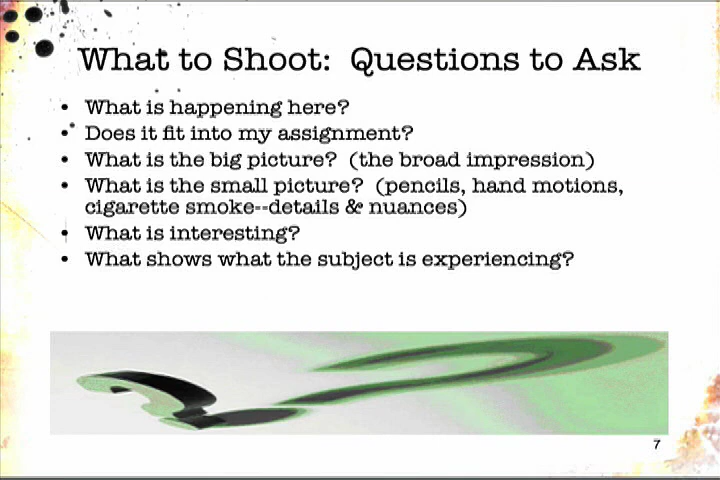 What to Shoot:  Questions to Ask
• What is happening here?
• Does it fit into my assignment?
• What is the big picture?  (the broad impression)
• What is the small picture?  (pencils, hand motions,
cigarette smoke--details & nuances)
• What is interesting?
• What shows what the subject is experiencing?
7